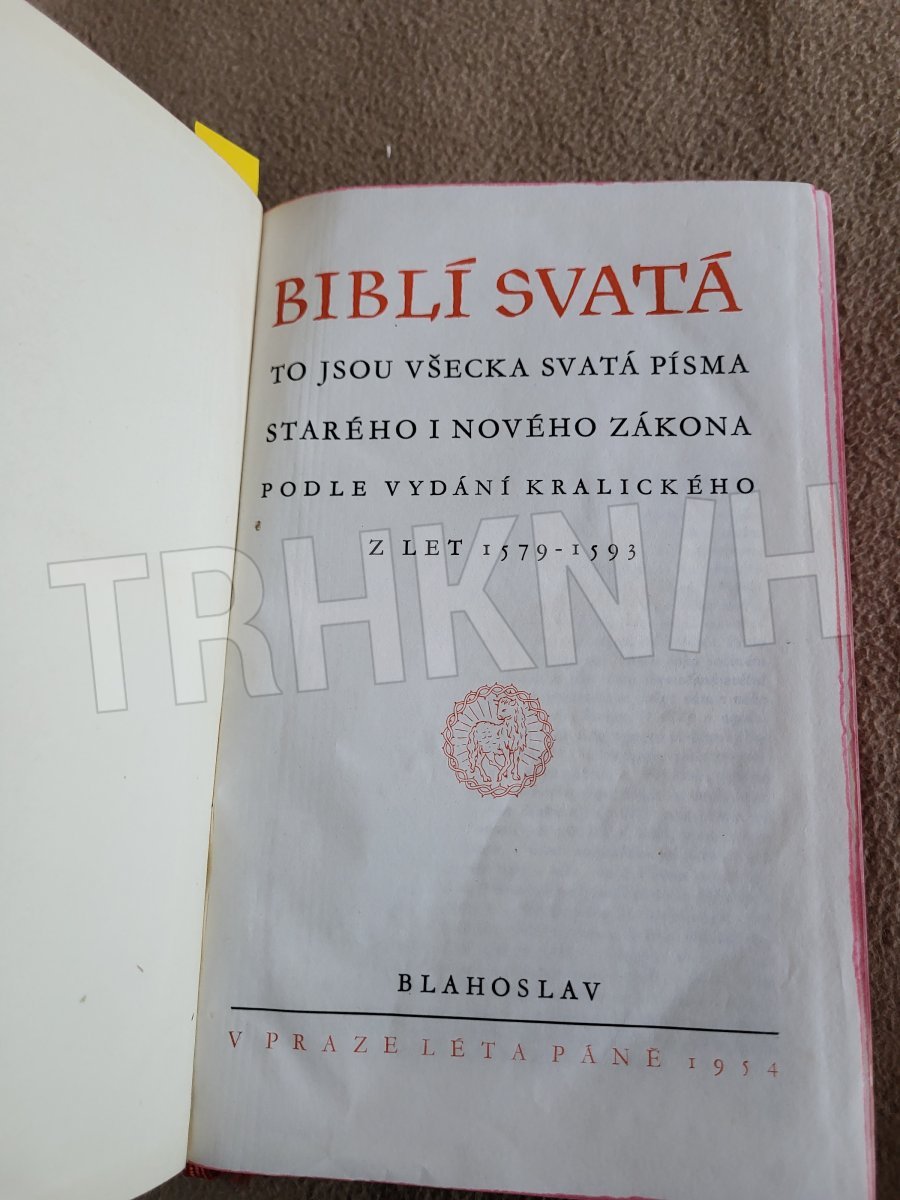 BIBLÍ SVATÁ
TO JSOU VŠECKA SVATÁ PÍSMA
STARÉHO I NOVÉHO ZÁKONA
PODLE VYDÁNÍ KRALICKÉHO
Z LET 1579-1593
TRHKNIH
BLAHOSLAV
V PRAZE LÉTA PÁNĚ 1954